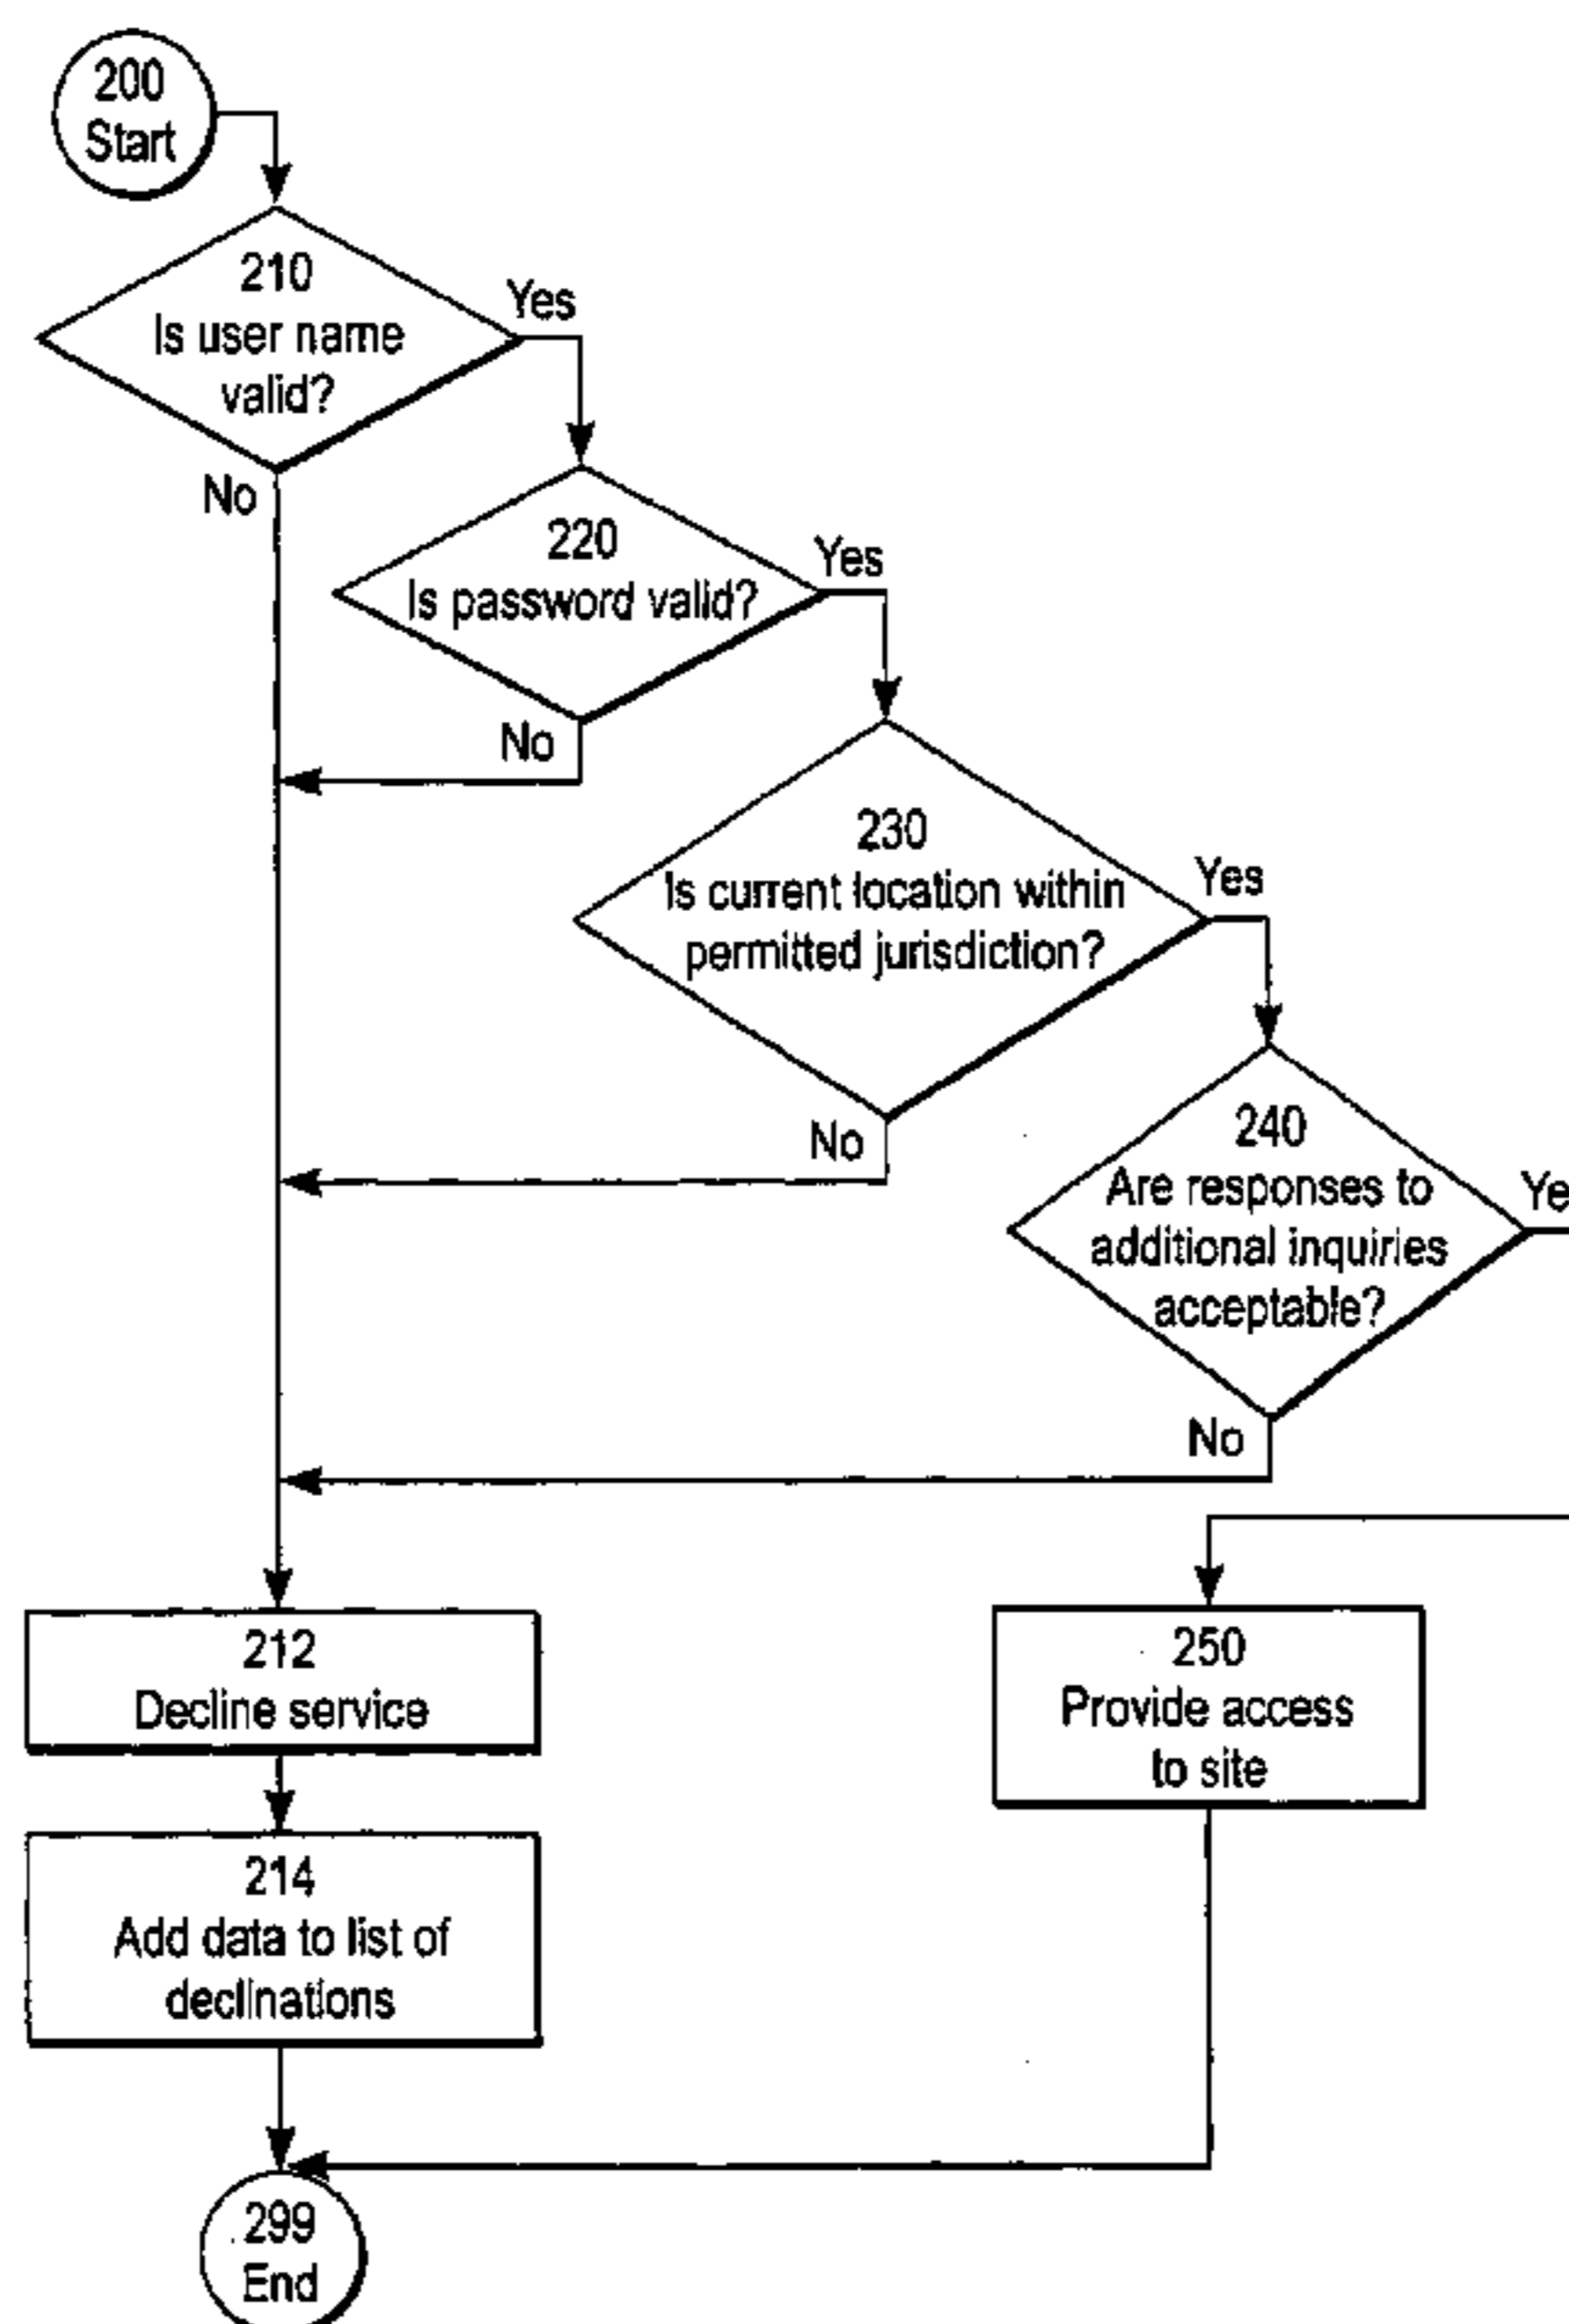 200
Start
210
Is user name
valid?
Yes
No
220
Is password valid?
Yes
No
230
Is current location within
permitted jurisdiction?
Yes
No
240
Are responses to
additional inquiries
acceptable?
Ye
No
212
Decline service
250
Provide access
to site
214
Add data to list of
declinations
299
End